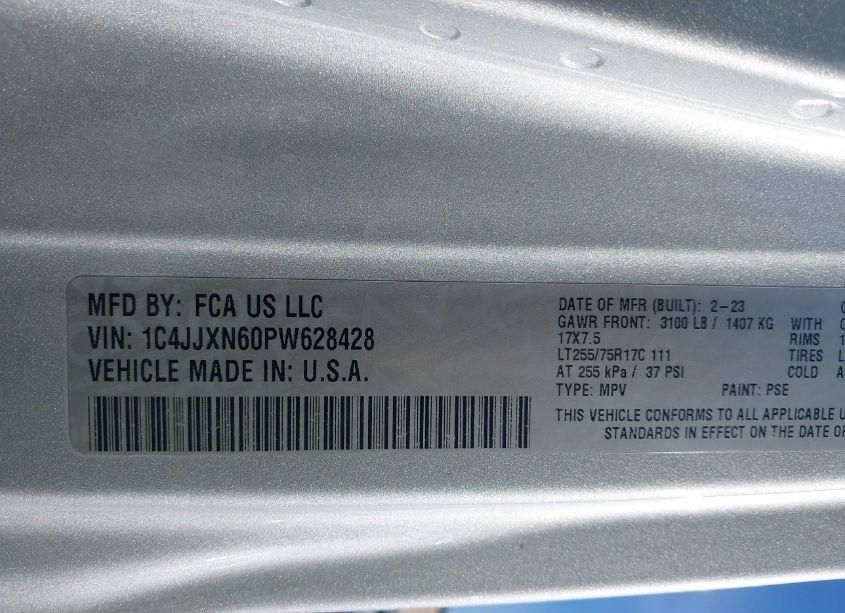 MFD BY: FCA US LLC
VIN: 1C4JJXN60PW628428
VEHICLE MADE IN: U.S.A.
DATE OF MFR (BUILT): 2-23
GAWR FRONT: 3100 LB / 1407 KG WITH
17X7.5 RIMS
LT255/75R17C 111 TIRES
AT 255 kPa / 37 PSI COLD
TYPE: MPV PAINT: PSE
THIS VEHICLE CONFORMS TO ALL APPLICABLE
STANDARDS IN EFFECT ON THE DATE OF